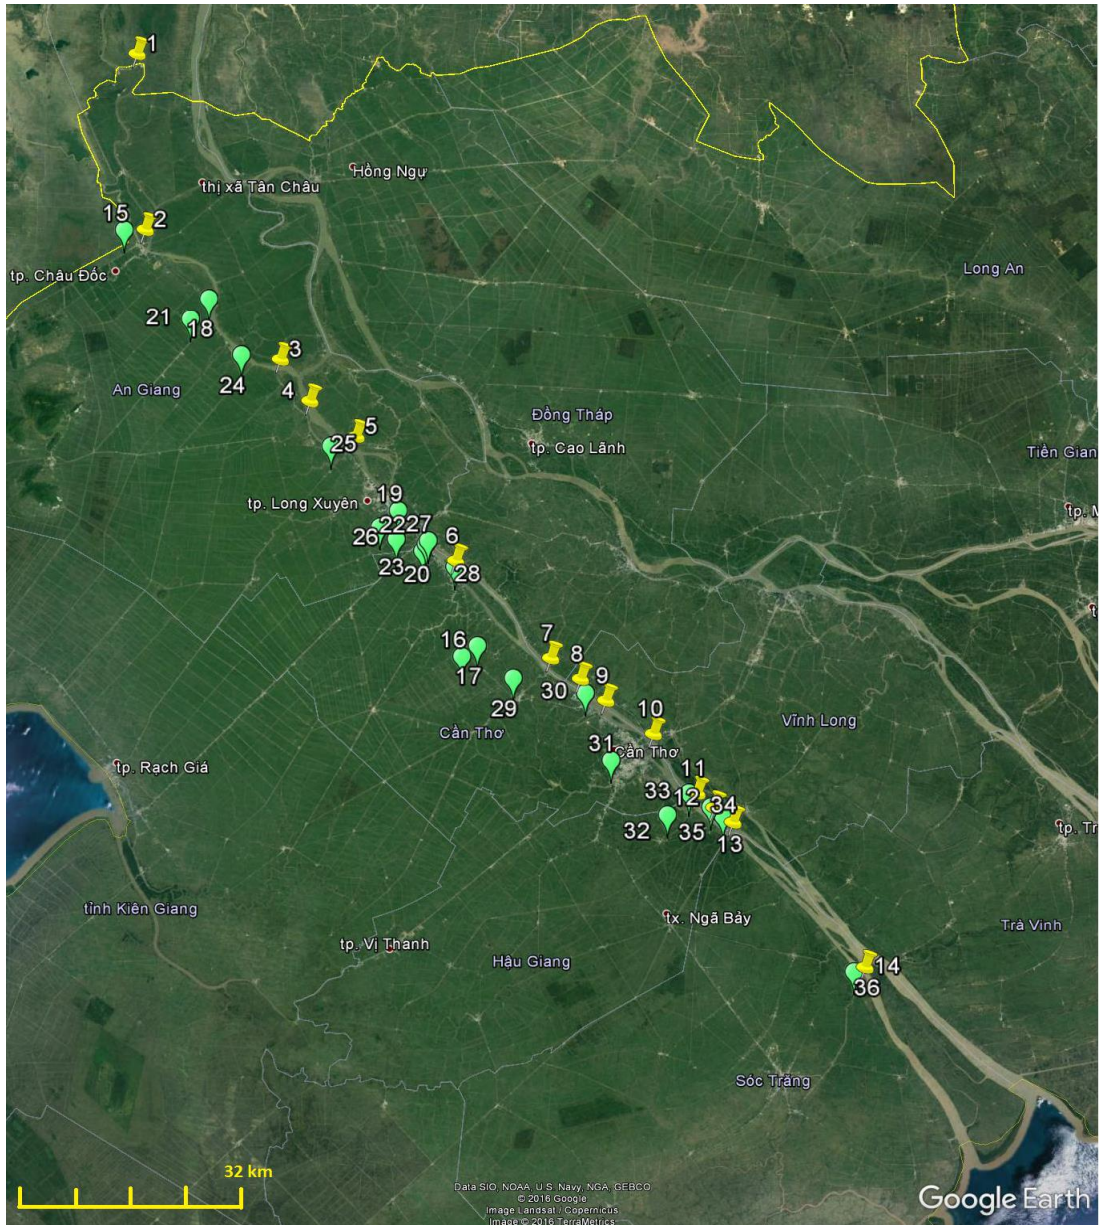 1
Hồng Ngự
thị xã Tân Châu
15
2
tp. Châu Đốc
Long An
21
18
3
24
4
An Giang
Đồng Tháp
5
25
tp. Cao Lãnh
Tiền Gian
tp. Long Xuyên
19
tp. M
22
27
26
6
23
20
28
16
7
17
8
30
9
29
10
Vĩnh Long
Cần Thơ
31
Cần Thơ
tp. Rạch Giá
11
33
12
34
32
35
13
tp. Tr
tỉnh Kiên Giang
tx. Ngã Bảy
Trà Vinh
tp. Vị Thanh
Hậu Giang
14
36
Sóc Trăng
32 km
Data SIO, NOAA, U.S. Navy, NGA, GEBCO
© 2016 Google
Image Landsat / Copernicus
Image © 2016 TerraMetrics
Google Earth